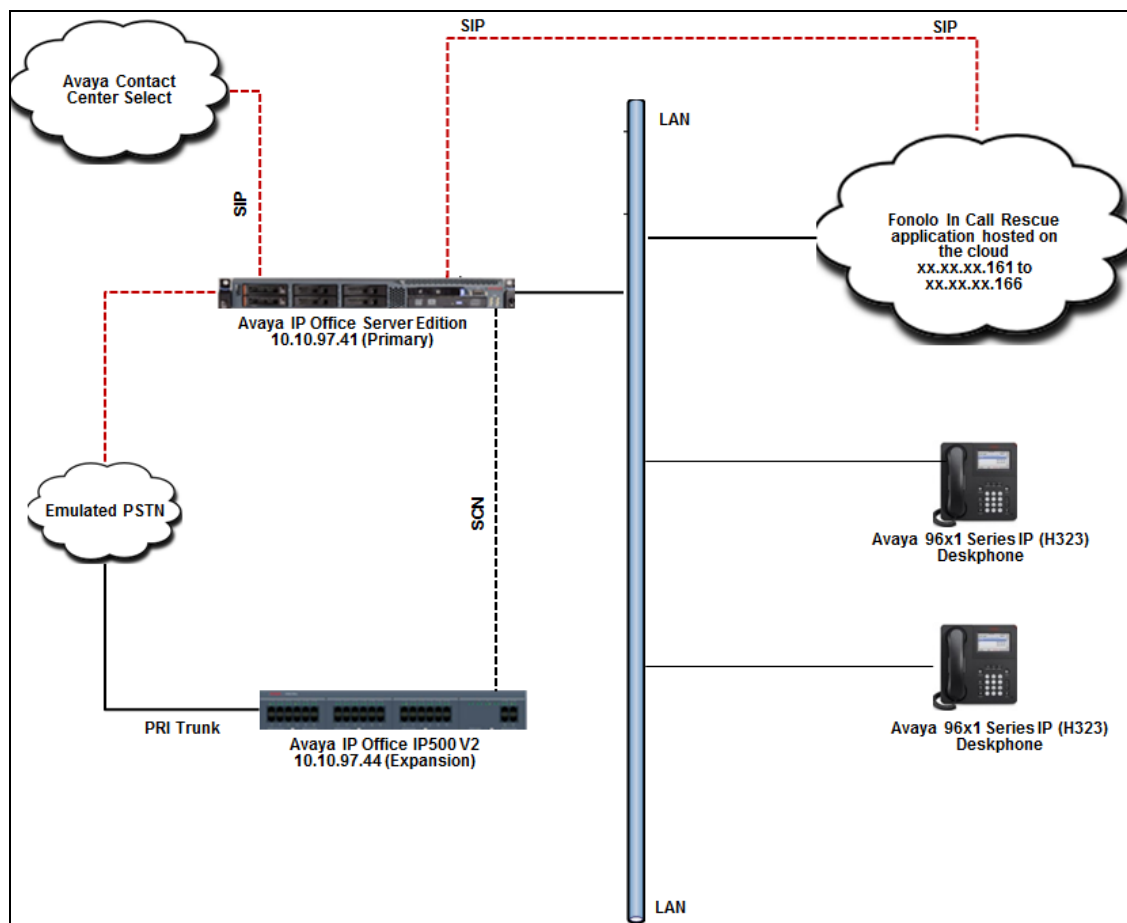 SIP
SIP
Avaya Contact
Center Select
LAN
SIP
Fonolo In Call Rescue
application hosted on
the cloud
xx.xx.xx.161 to
xx.xx.xx.166
Avaya IP Office Server Edition
10.10.97.41 (Primary)
Emulated PSTN
SCN
Avaya 96x1 Series IP (H323)
Deskphone
PRI Trunk
Avaya IP Office IP500 V2
10.10.97.44 (Expansion)
Avaya 96x1 Series IP (H323)
Deskphone
LAN